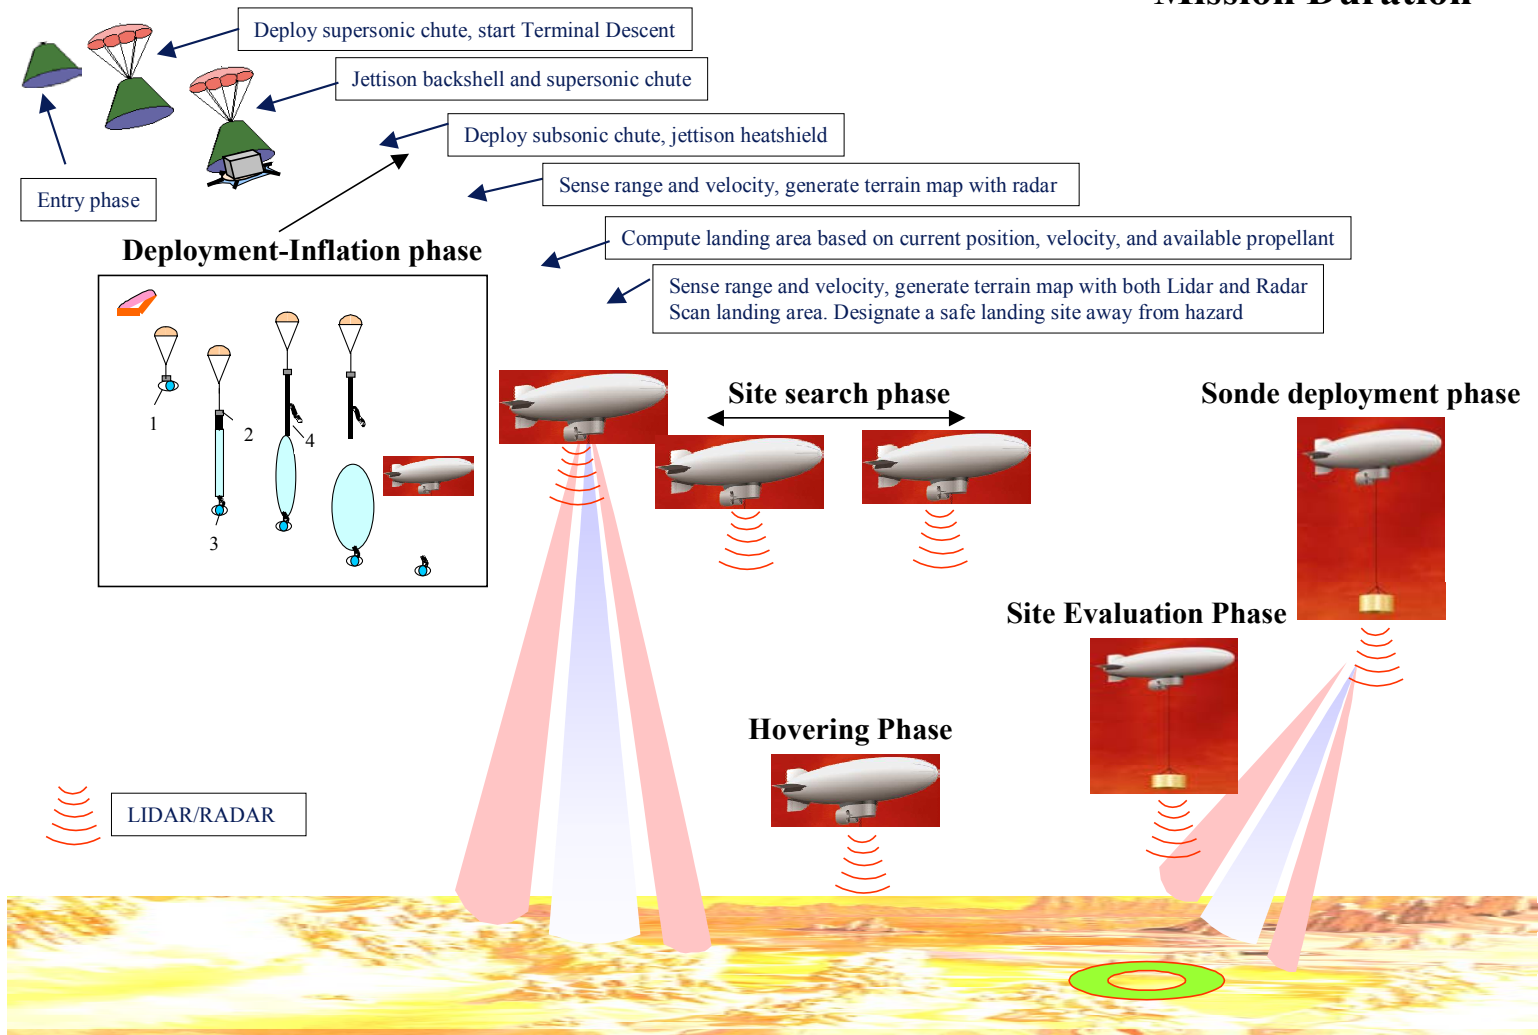 Mission Duration
Deploy supersonic chute, start Terminal Descent
Jettison backshell and supersonic chute
Deploy subsonic chute, jettison heatshield
Sense range and velocity, generate terrain map with radar
Entry phase
Compute landing area based on current position, velocity, and available propellant
Deployment-Inflation phase
Sense range and velocity, generate terrain map with both Lidar and Radar
Scan landing area. Designate a safe landing site away from hazard
Site search phase
Sonde deployment phase
1
2
4
3
Site Evaluation Phase
Hovering Phase
LIDAR/RADAR